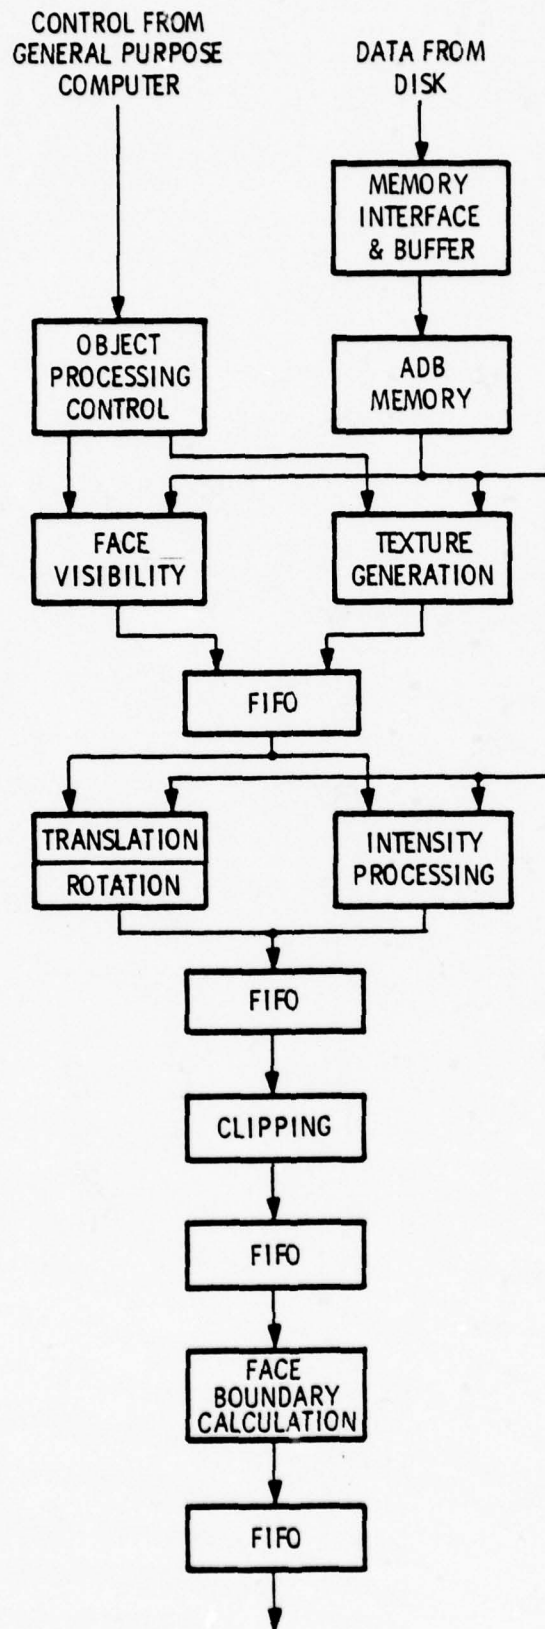 CONTROL FROM
GENERAL PURPOSE
COMPUTER
DATA FROM
DISK
MEMORY
INTERFACE
& BUFFER
OBJECT
PROCESSING
CONTROL
ADB
MEMORY
FACE
VISIBILITY
TEXTURE
GENERATION
FIFO
TRANSLATION
ROTATION
INTENSITY
PROCESSING
FIFO
CLIPPING
FIFO
FACE
BOUNDARY
CALCULATION
FIFO